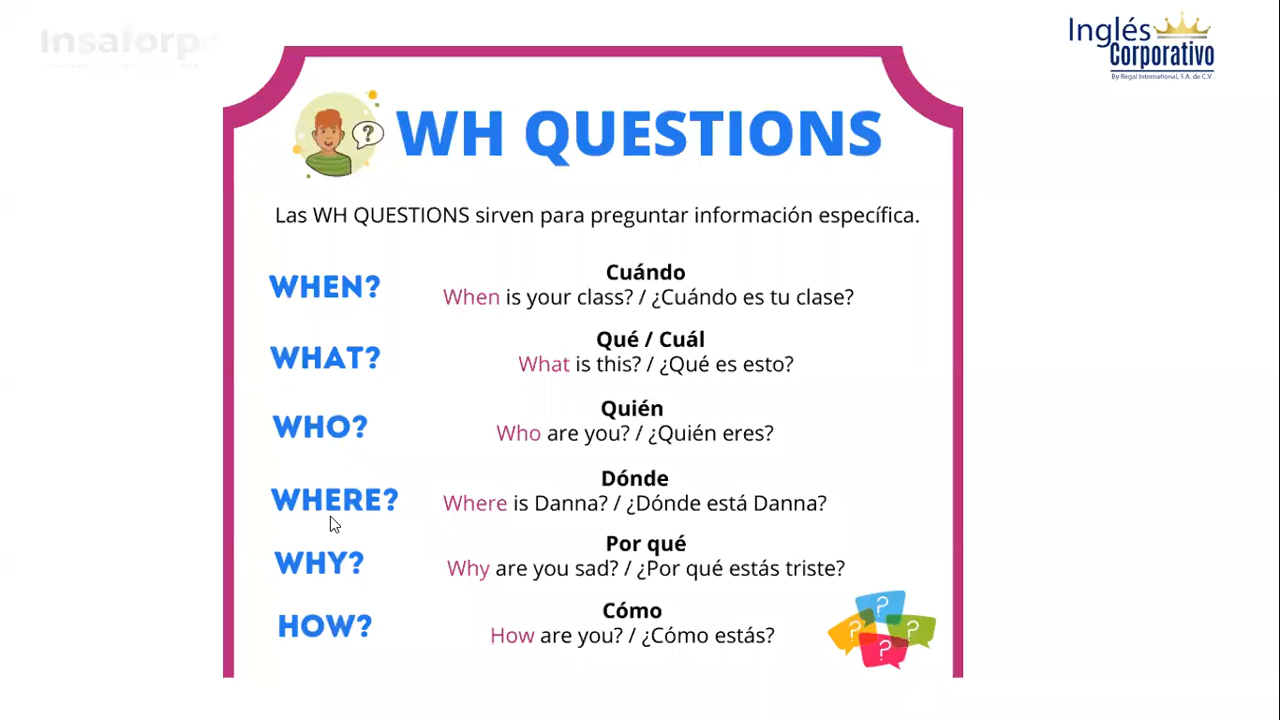 Insaforp
Inglés
Corporativo
By Regal International, S.A. de C.V.
WH QUESTIONS
Las WH QUESTIONS sirven para preguntar información específica.
WHEN?
Cuándo
When is your class? / ¿Cuándo es tu clase?
WHAT?
Qué / Cuál
What is this? / ¿Qué es esto?
WHO?
Quién
Who are you? / ¿Quién eres?
WHERE?
Dónde
Where is Danna? / ¿Dónde está Danna?
WHY?
Por qué
Why are you sad? / ¿Por qué estás triste?
HOW?
Cómo
How are you? / ¿Cómo estás?